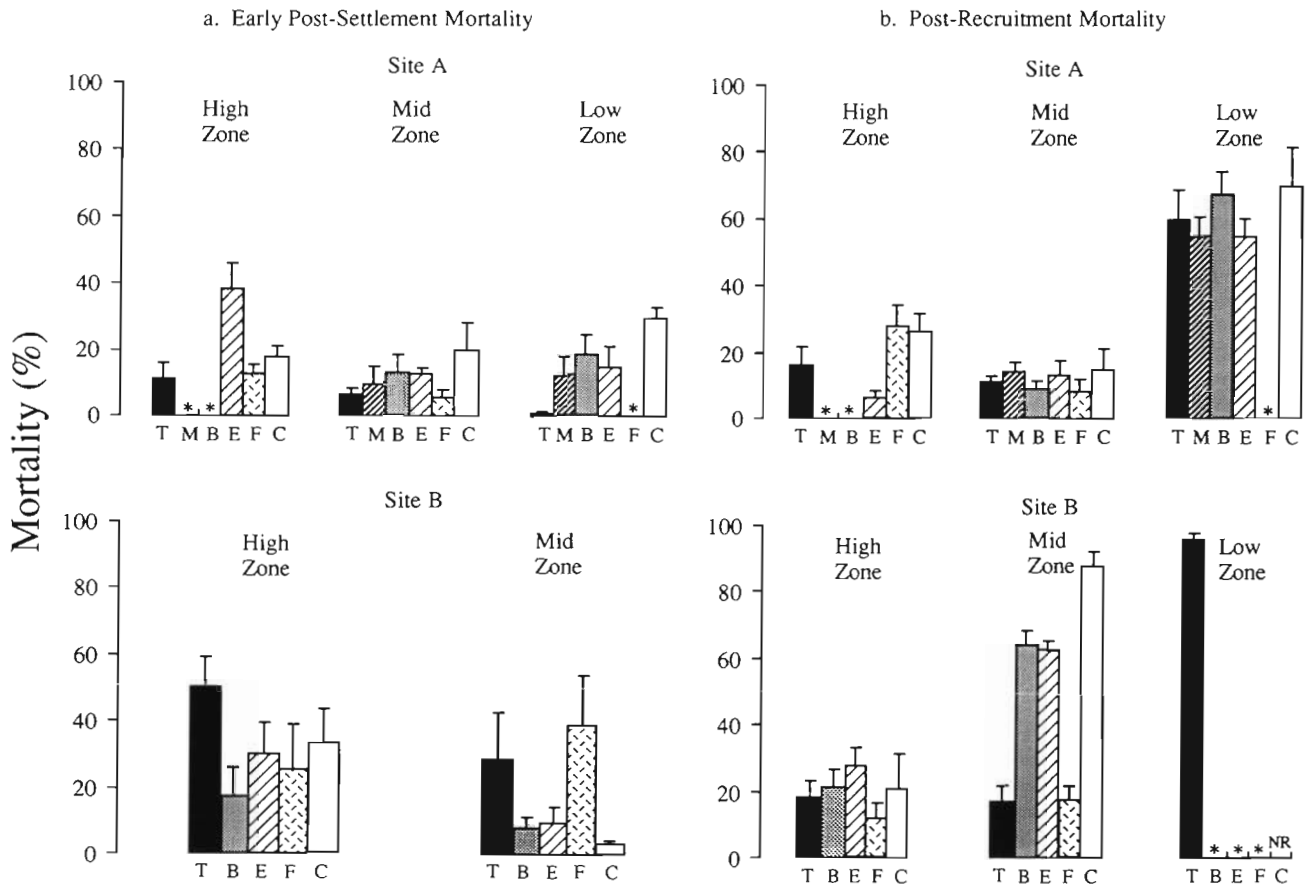 a. Early Post-Settlement Mortality
b. Post-Recruitment Mortality
Mortality (%)
Site A
100
80
60
40
20
0
High
Zone
Mid
Zone
Low
Zone
* *
*
T M B E F C
T M B E F C
T M B E F C
Site A
100
80
60
40
20
0
High
Zone
Mid
Zone
Low
Zone
* *
*
T M B E F C
T M B E F C
T M B E F C
Site B
100
80
60
40
20
0
High
Zone
Mid
Zone
T B E F C
T B E F C
Site B
100
80
60
40
20
0
High
Zone
Mid
Zone
Low
Zone
* * * NR
T B E F C
T B E F C
T B E F C